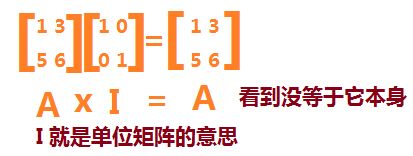 [1 3 [1 0 = [1 3
5 6] 0 1] 5 6]
A x I = A 看到没等于它本身
I 就是单位矩阵的意思